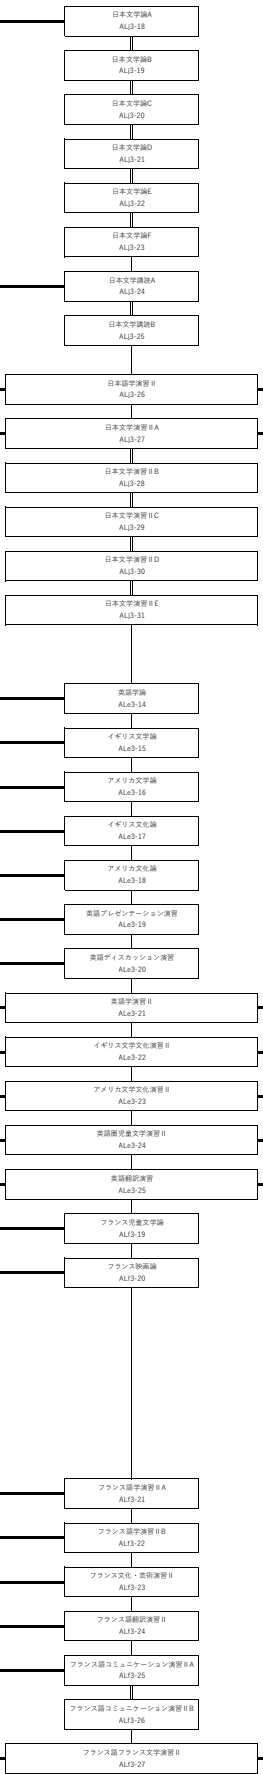 日本文学論A
ALj3-18
日本文学論B
ALj3-19
日本文学論C
ALj3-20
日本文学論D
ALj3-21
日本文学論E
ALj3-22
日本文学論F
ALj3-23
日本文学講読A
ALj3-24
日本文学講読B
ALj3-25
日本語学演習Ⅱ
ALj3-26
日本文学演習ⅡA
ALj3-27
日本文学演習ⅡB
ALj3-28
日本文学演習ⅡC
ALj3-29
日本文学演習ⅡD
ALj3-30
日本文学演習ⅡE
ALj3-31
英語学論
ALe3-14
イギリス文学論
ALe3-15
アメリカ文学論
ALe3-16
イギリス文化論
ALe3-17
アメリカ文化論
ALe3-18
英語プレゼンテーション演習
ALe3-19
英語ディスカッション演習
ALe3-20
英語学演習Ⅱ
ALe3-21
イギリス文学文化演習Ⅱ
ALe3-22
アメリカ文学文化演習Ⅱ
ALe3-23
英語圏児童文学演習Ⅱ
ALe3-24
英語翻訳演習
ALe3-25
フランス児童文学論
ALf3-19
フランス映画論
ALf3-20
フランス語学演習ⅡA
ALf3-21
フランス語学演習ⅡB
ALf3-22
フランス文化・芸術演習Ⅱ
ALf3-23
フランス語翻訳演習Ⅱ
ALf3-24
フランス語コミュニケーション演習ⅡA
ALf3-25
フランス語コミュニケーション演習ⅡB
ALf3-26
フランス語フランス文学演習Ⅱ
ALf3-27